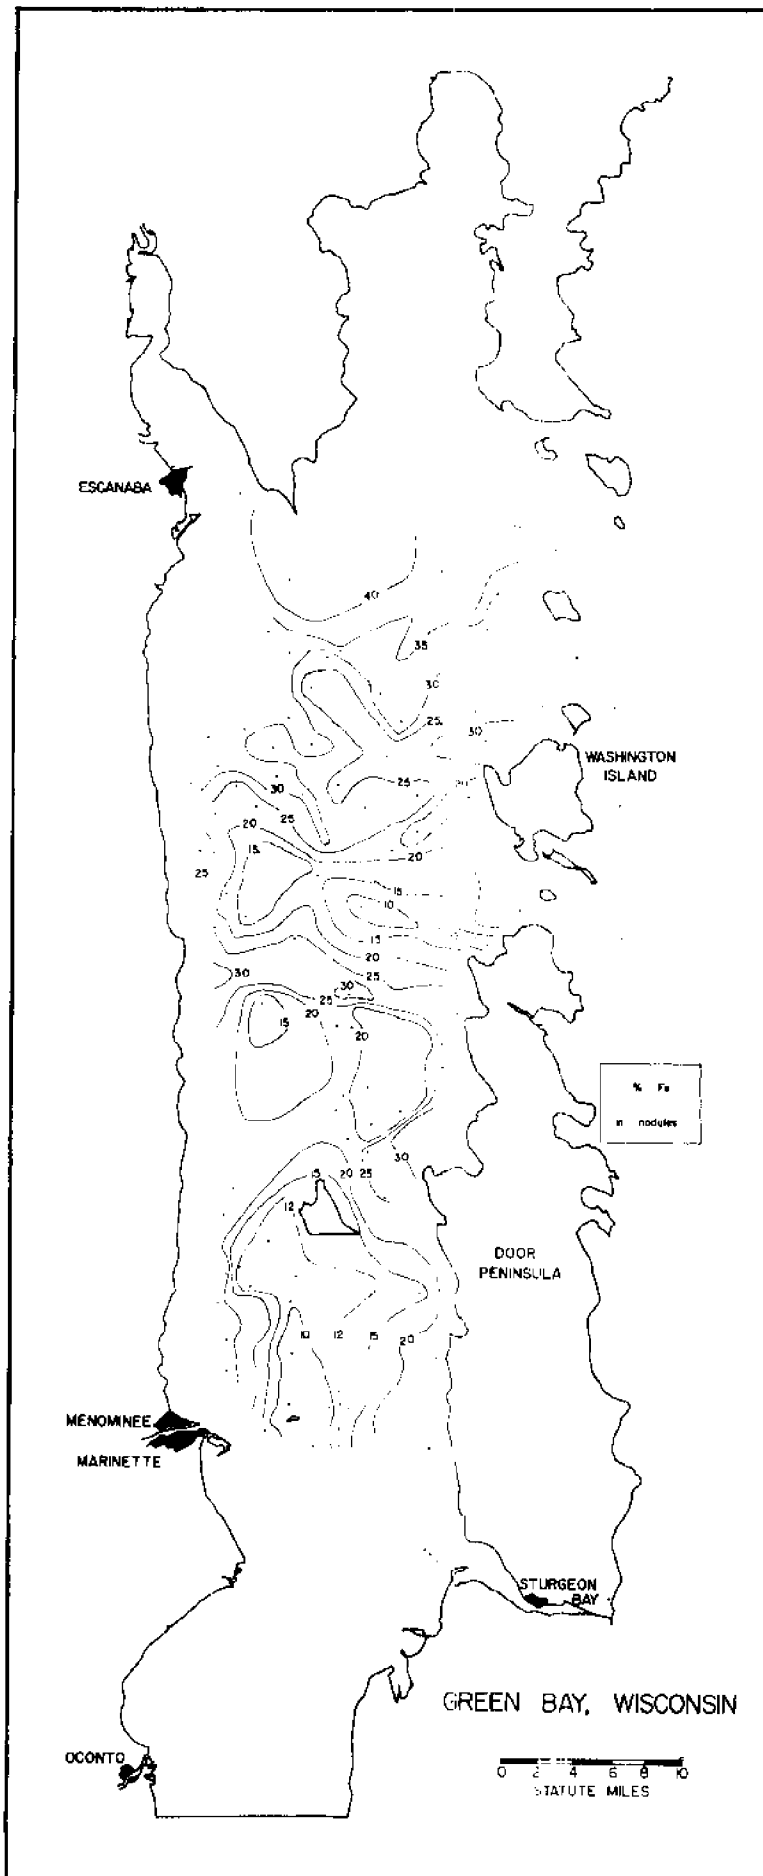 ESCANABA
40
35
30
25
30
WASHINGTON
ISLAND
30
25
25
20
20
15
25
15
10
15
20
30
25
30
25
20
15
20
% Fe
in nodules
30
15
20
25
12
DOOR
PENINSULA
10
12
15
20
MENOMINEE
MARINETTE
STURGEON
BAY
GREEN BAY, WISCONSIN
OCONTO
0 2 4 6 8 10
STATUTE MILES